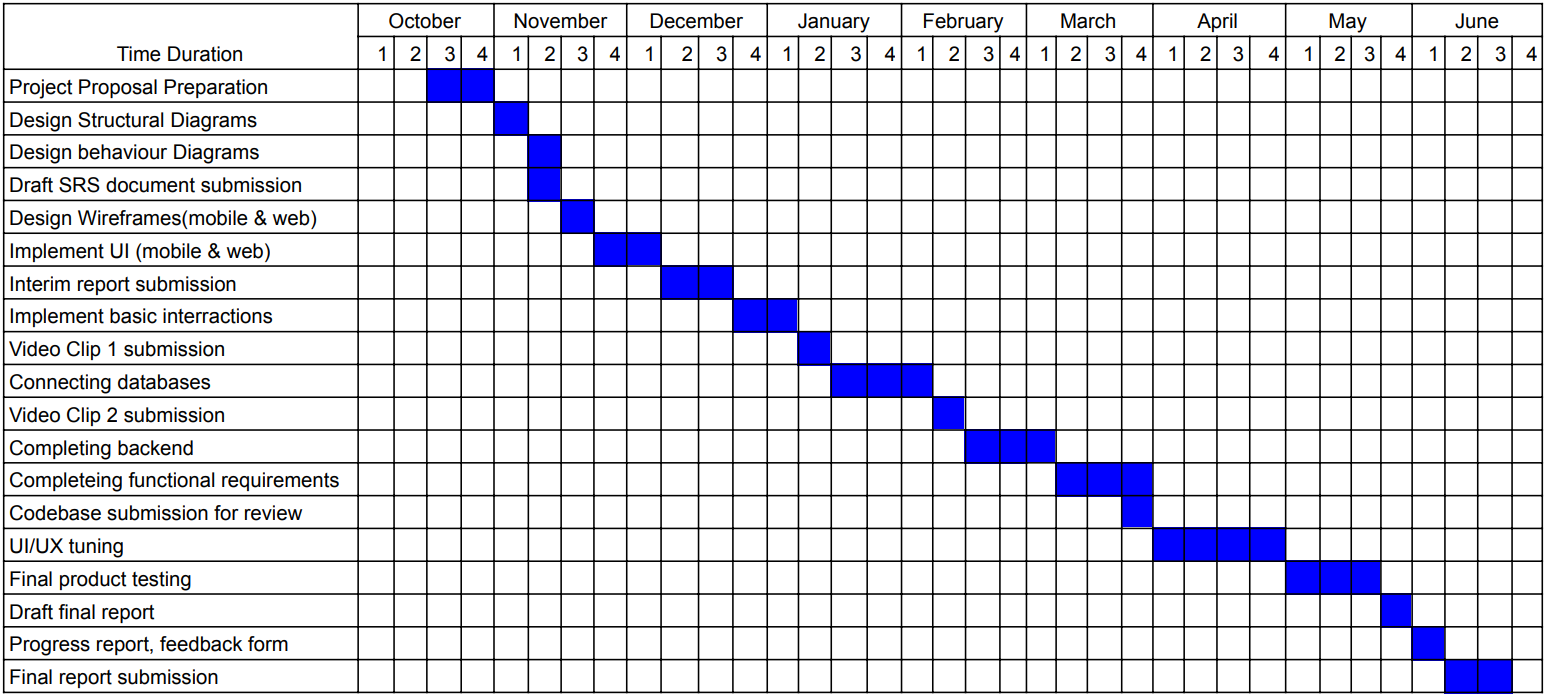 October November December January February March April May June
Time Duration 1 2 3 4 1 2 3 4 1 2 3 4 1 2 3 4 1 2 3 4 1 2 3 4 1 2 3 4 1 2 3 4 1 2 3 4
Project Proposal Preparation
Design Structural Diagrams
Design behaviour Diagrams
Draft SRS document submission
Design Wireframes(mobile & web)
Implement UI (mobile & web)
Interim report submission
Implement basic interractions
Video Clip 1 submission
Connecting databases
Video Clip 2 submission
Completing backend
Completeing functional requirements
Codebase submission for review
UI/UX tuning
Final product testing
Draft final report
Progress report, feedback form
Final report submission